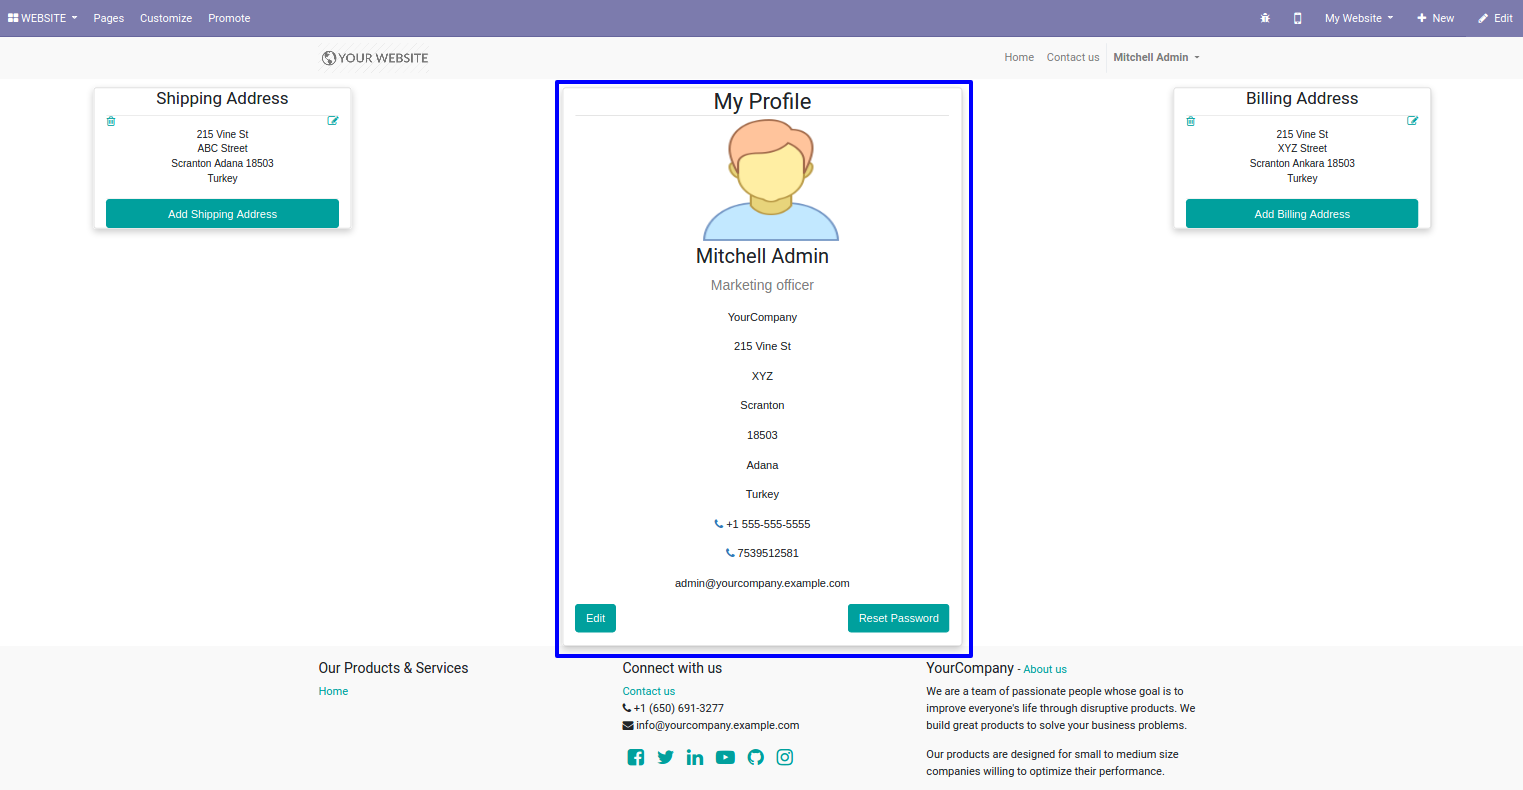 WEBSITE Pages Customize Promote My Website New Edit
YOUR WEBSITE Home Contact us Mitchell Admin
Shipping Address
215 Vine St
ABC Street
Scranton Adana 18503
Turkey
Add Shipping Address
My Profile
Mitchell Admin
Marketing officer
YourCompany
215 Vine St
XYZ
Scranton
18503
Adana
Turkey
+1 555-555-5555
7539512581
admin@yourcompany.example.com
Edit Reset Password
Billing Address
215 Vine St
XYZ Street
Scranton Ankara 18503
Turkey
Add Billing Address
Our Products & Services
Home
Connect with us
Contact us
+1 (650) 691-3277
info@yourcompany.example.com
YourCompany - About us
We are a team of passionate people whose goal is to
improve everyone's life through disruptive products. We
build great products to solve your business problems.
Our products are designed for small to medium size
companies willing to optimize their performance.